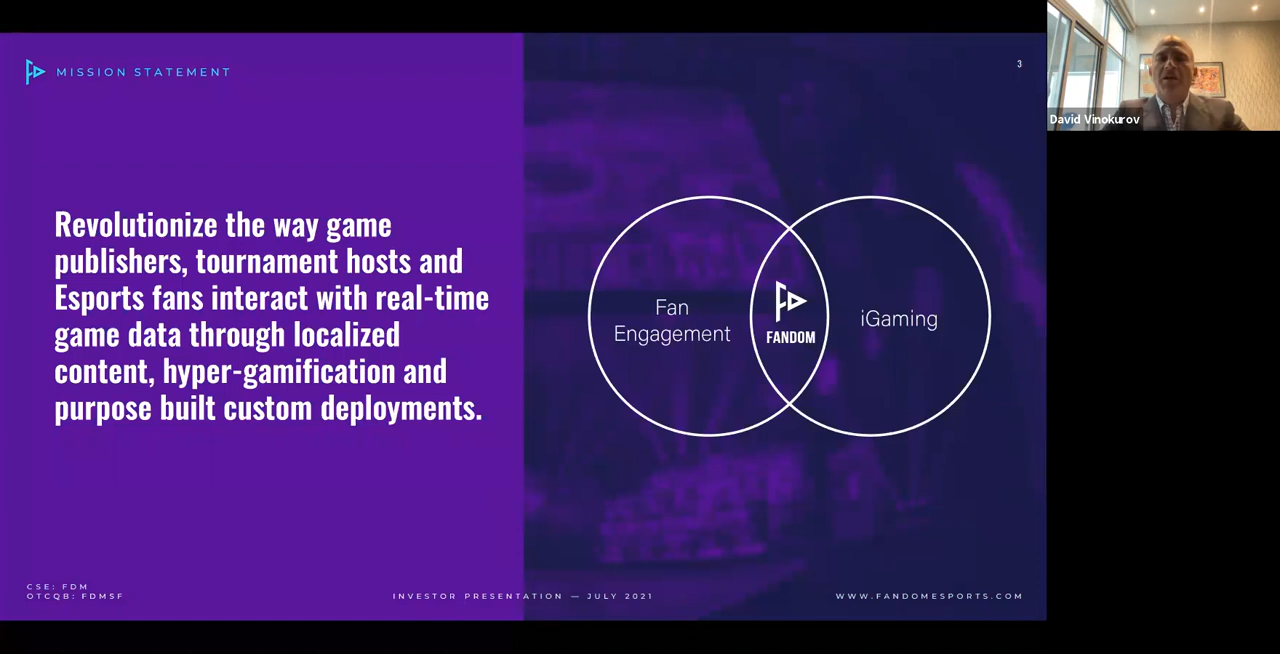 MISSION STATEMENT
3
David Vinokurov
Revolutionize the way game
publishers, tournament hosts and
Esports fans interact with real-time
game data through localized
content, hyper-gamification and
purpose built custom deployments.
Fan
Engagement
FANDOM
iGaming
CSE: FDM
OTCQB: FDMSF
INVESTOR PRESENTATION — JULY 2021
WWW.FANDOMESPORTS.COM